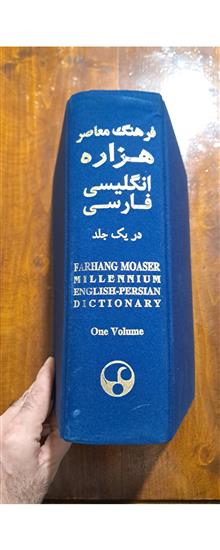 فرهنگ معاصر
هزاره
انگلیسی
فارسی
در یک جلد
FARHANG MOASER
MILLENNIUM
ENGLISH-PERSIAN
DICTIONARY
One Volume